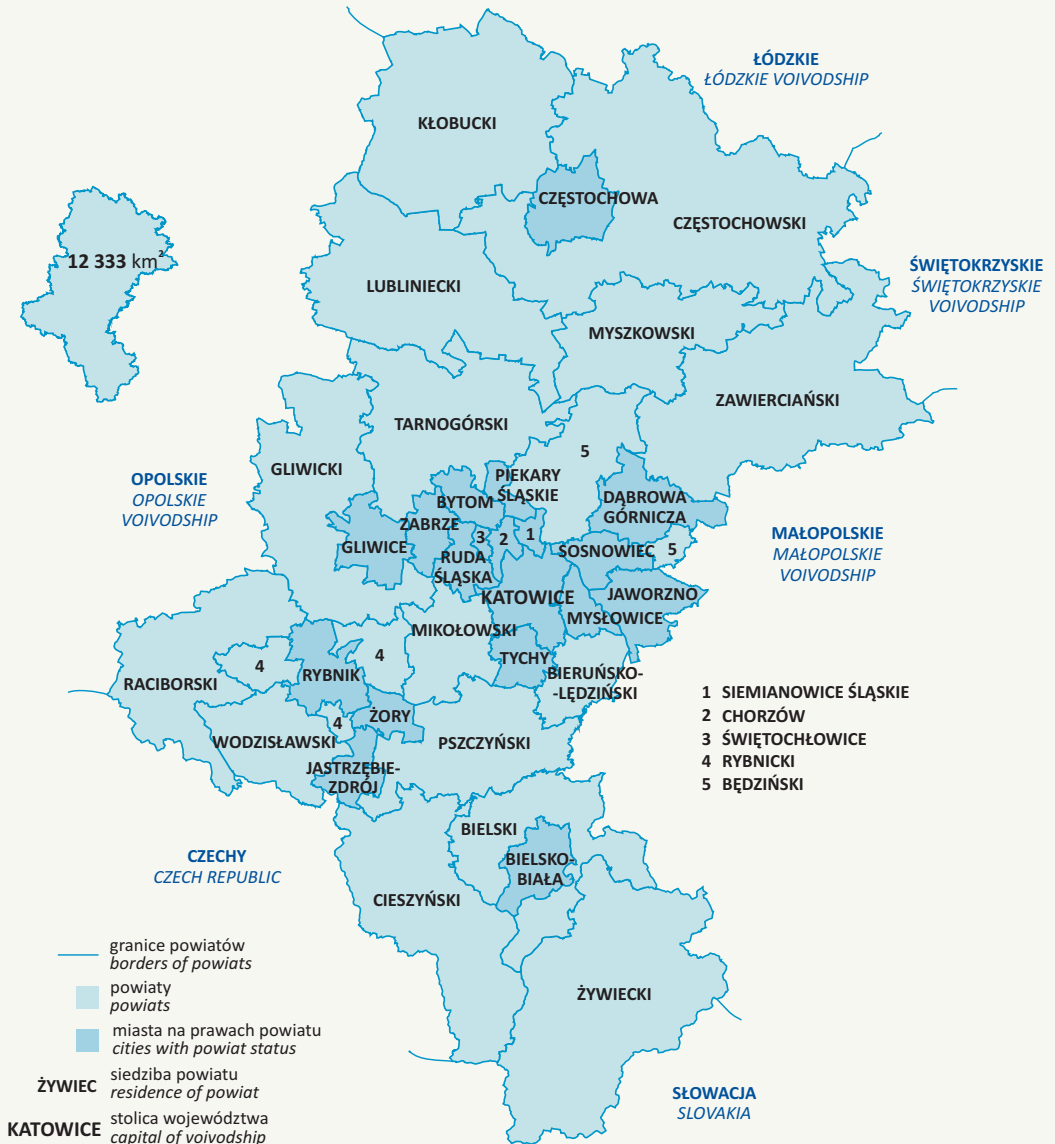 ŁÓDZKIE
ŁÓDZKIE VOIVODSHIP
KŁOBUCKI
CZĘSTOCHOWA
CZĘSTOCHOWSKI
12 333 km²
ŚWIĘTOKRZYSKIE
ŚWIĘTOKRZYSKIE
VOIVODSHIP
LUBLINIECKI
MYSZKOWSKI
ZAWIERCIAŃSKI
TARNOGÓRSKI
5
GLIWICKI
OPOLSKIE
OPOLSKIE
VOIVODSHIP
PIEKARY
ŚLĄSKIE
BYTOM
DĄBROWA
GÓRNICZA
ZABRZE
GLIWICE
3
2
1
RUDA
ŚLĄSKA
SOSNOWIEC
5
MAŁOPOLSKIE
MAŁOPOLSKIE
VOIVODSHIP
KATOWICE
JAWORZNO
MYSŁOWICE
MIKOŁOWSKI
4
4
RYBNIK
TYCHY
BIERUŃSKO-
-LĘDZIŃSKI
RACIBORSKI
4
ŻORY
WODZISŁAWSKI
PSZCZYŃSKI
JASTRZĘBIE-
ZDRÓJ
1 SIEMIANOWICE ŚLĄSKIE
2 CHORZÓW
3 ŚWIĘTOCHŁOWICE
4 RYBNICKI
5 BĘDZIŃSKI
BIELSKI
BIELSKO-
BIAŁA
CZECHY
CZECH REPUBLIC
CIESZYŃSKI
ŻYWIECKI
SŁOWACJA
SLOVAKIA
granice powiatów
borders of powiats
powiaty
powiats
miasta na prawach powiatu
cities with powiat status
ŻYWIEC siedziba powiatu
residence of powiat
KATOWICE stolica województwa
capital of voivodship